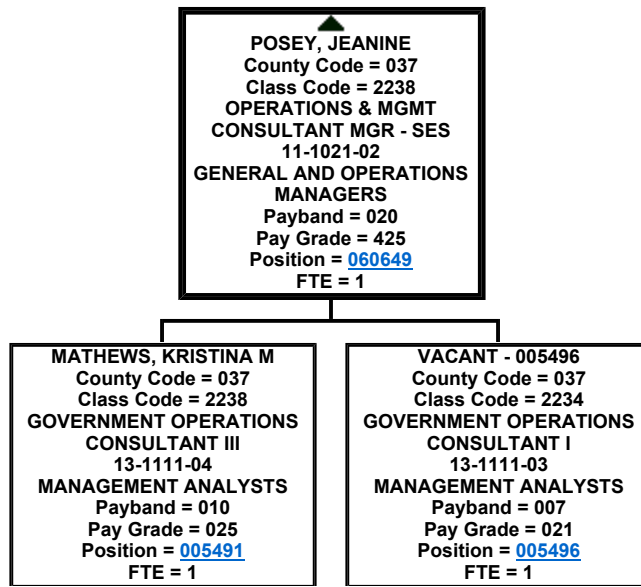 POSEY, JEANINE
County Code = 037
Class Code = 2238
OPERATIONS & MGMT
CONSULTANT MGR - SES
11-1021-02
GENERAL AND OPERATIONS
MANAGERS
Payband = 020
Pay Grade = 425
Position = 060649
FTE = 1
MATHEWS, KRISTINA M
County Code = 037
Class Code = 2238
GOVERNMENT OPERATIONS
CONSULTANT III
13-1111-04
MANAGEMENT ANALYSTS
Payband = 010
Pay Grade = 025
Position = 005491
FTE = 1
VACANT - 005496
County Code = 037
Class Code = 2234
GOVERNMENT OPERATIONS
CONSULTANT I
13-1111-03
MANAGEMENT ANALYSTS
Payband = 007
Pay Grade = 021
Position = 005496
FTE = 1